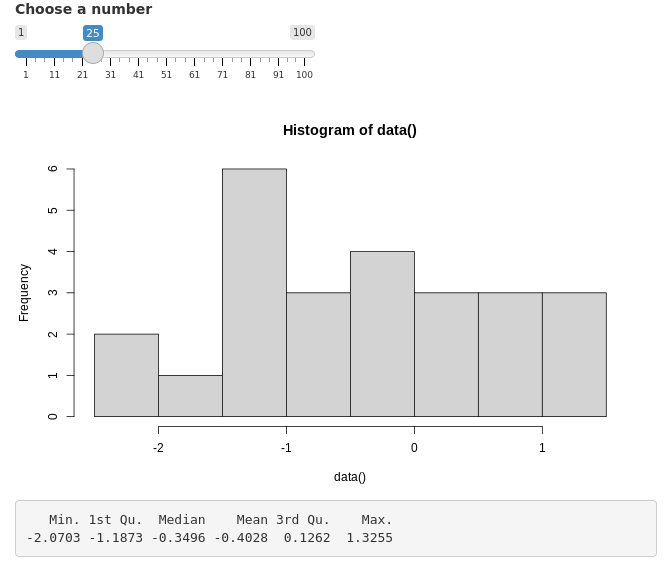 Choose a number
1 25 100
1 11 21 31 41 51 61 71 81 91 100
Histogram of data()
6
5
4
3
2
1
0
Frequency
-2 -1 0 1
data()
Min. 1st Qu. Median Mean 3rd Qu. Max.
-2.0703 -1.1873 -0.3496 -0.4028 0.1262 1.3255